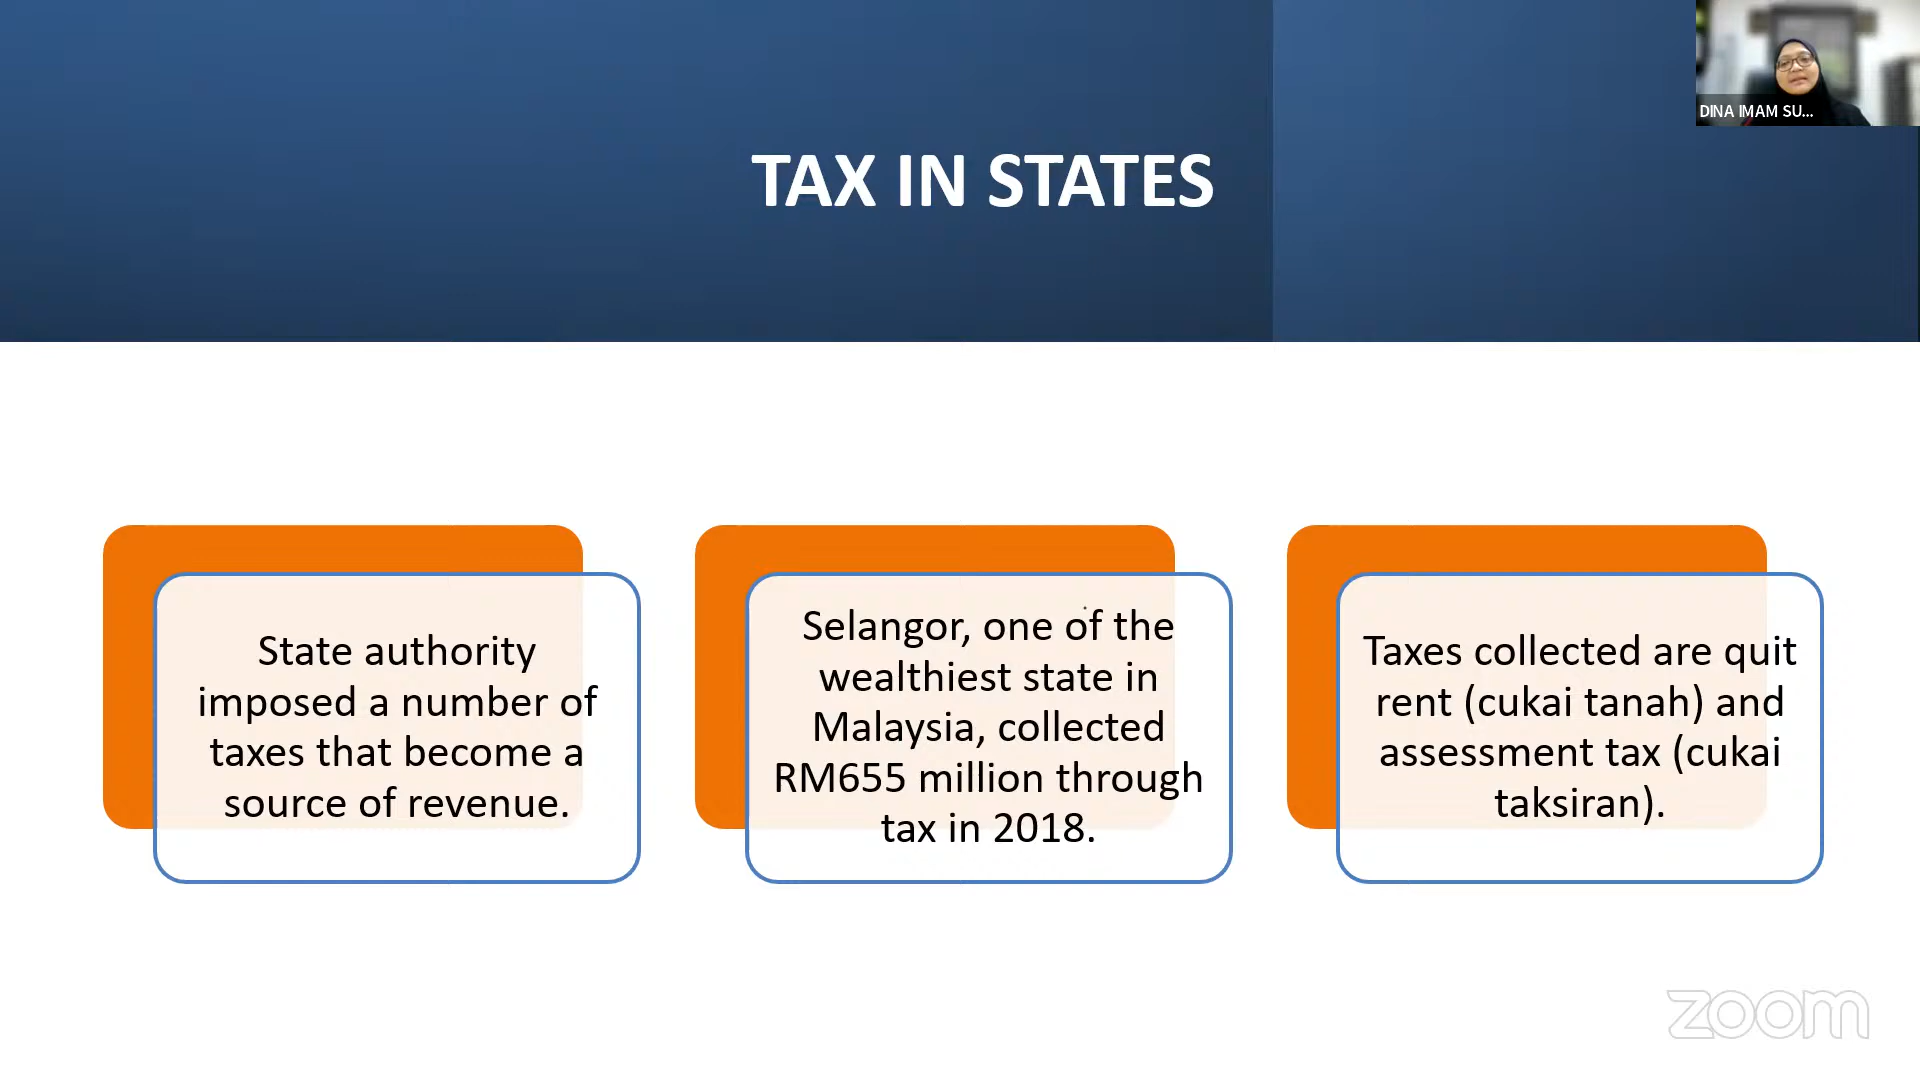 DINA IMAM SU...
TAX IN STATES
State authority
imposed a number of
taxes that become a
source of revenue.
Selangor, one of the
wealthiest state in
Malaysia, collected
RM655 million through
tax in 2018.
Taxes collected are quit
rent (cukai tanah) and
assessment tax (cukai
taksiran).
zoom